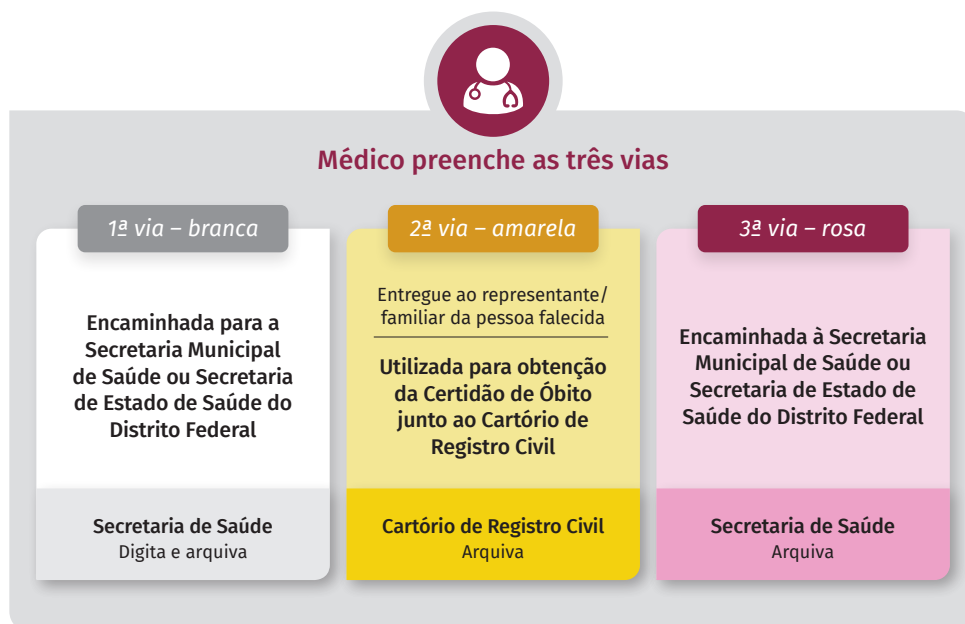 Médico preenche as três vias
1ª via – branca
Encaminhada para a
Secretaria Municipal
de Saúde ou Secretaria
de Estado de Saúde do
Distrito Federal
Secretaria de Saúde
Digita e arquiva
2ª via – amarela
Entregue ao representante/
familiar da pessoa falecida
Utilizada para obtenção
da Certidão de Óbito
junto ao Cartório de
Registro Civil
Cartório de Registro Civil
Arquiva
3ª via – rosa
Encaminhada à Secretaria
Municipal de Saúde ou
Secretaria de Estado de
Saúde do Distrito Federal
Secretaria de Saúde
Arquiva